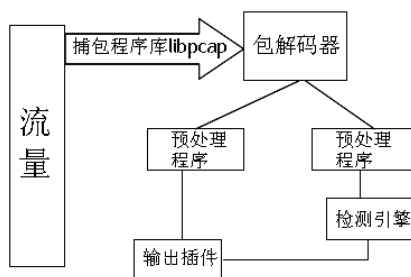 捕包程序库libpcap
包解码器
流量
预处理
程序
预处理
程序
检测引擎
输出插件